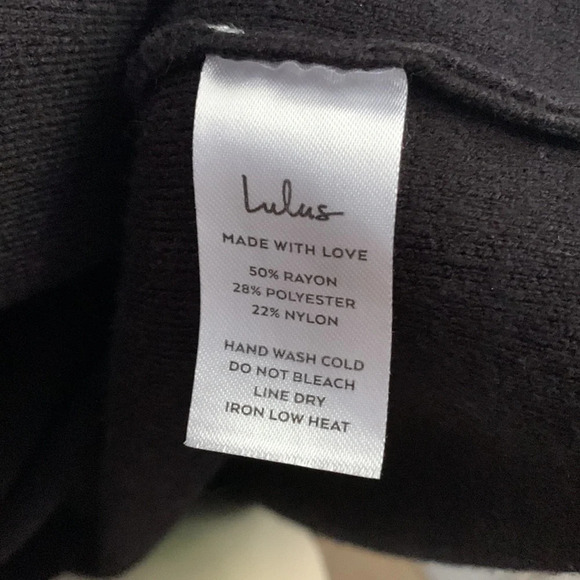 Lulus
MADE WITH LOVE
50% RAYON
28% POLYESTER
22% NYLON
HAND WASH COLD
DO NOT BLEACH
LINE DRY
IRON LOW HEAT